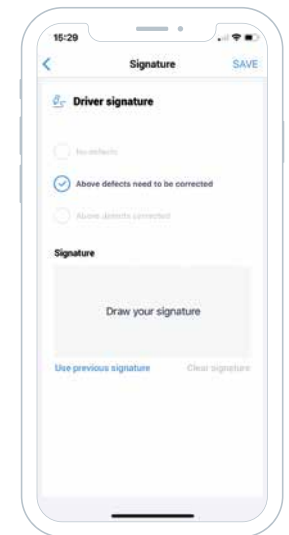 15:29
Signature SAVE
Driver signature
No defects
Above defects need to be corrected
Above defects corrected
Signature
Draw your signature
Use previous signature Clear signature